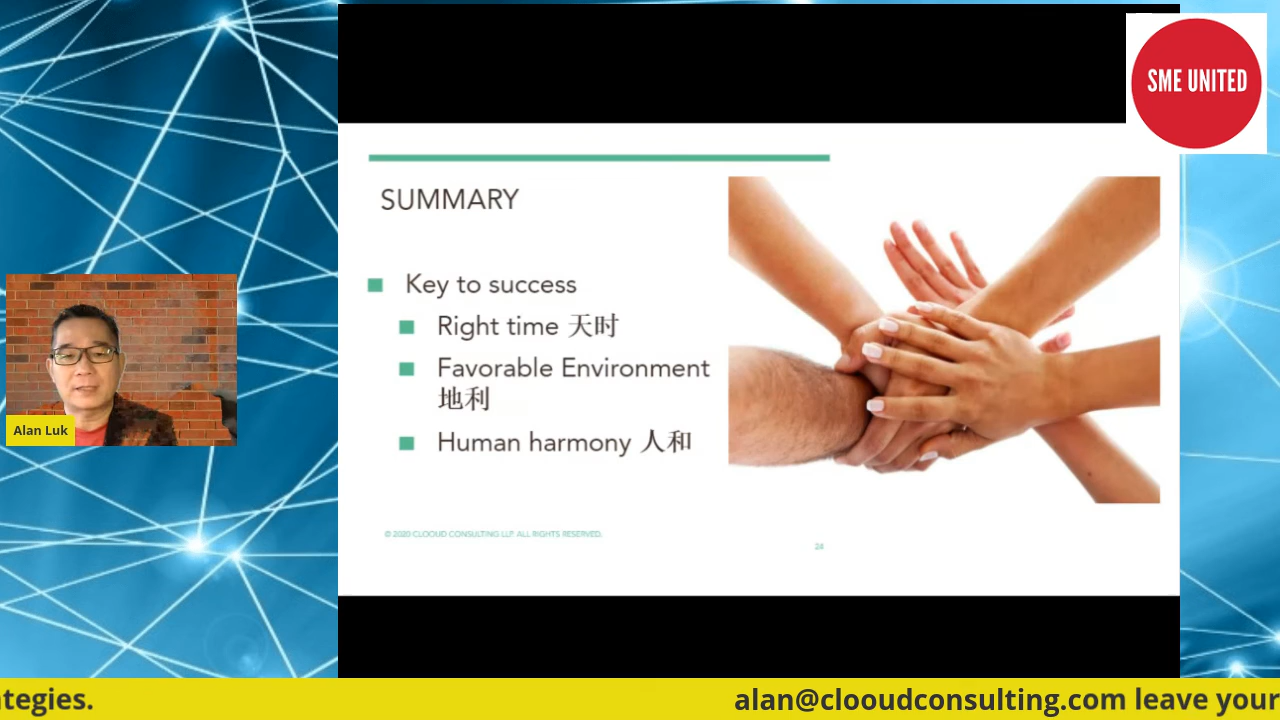 SME UNITED
SUMMARY
Key to success
Right time 天时
Favorable Environment
地利
Human harmony 人和
Alan Luk
© 2020 CLOOUD CONSULTING LLP. ALL RIGHTS RESERVED.
24
tegies. alan@clooudconsulting.com leave your